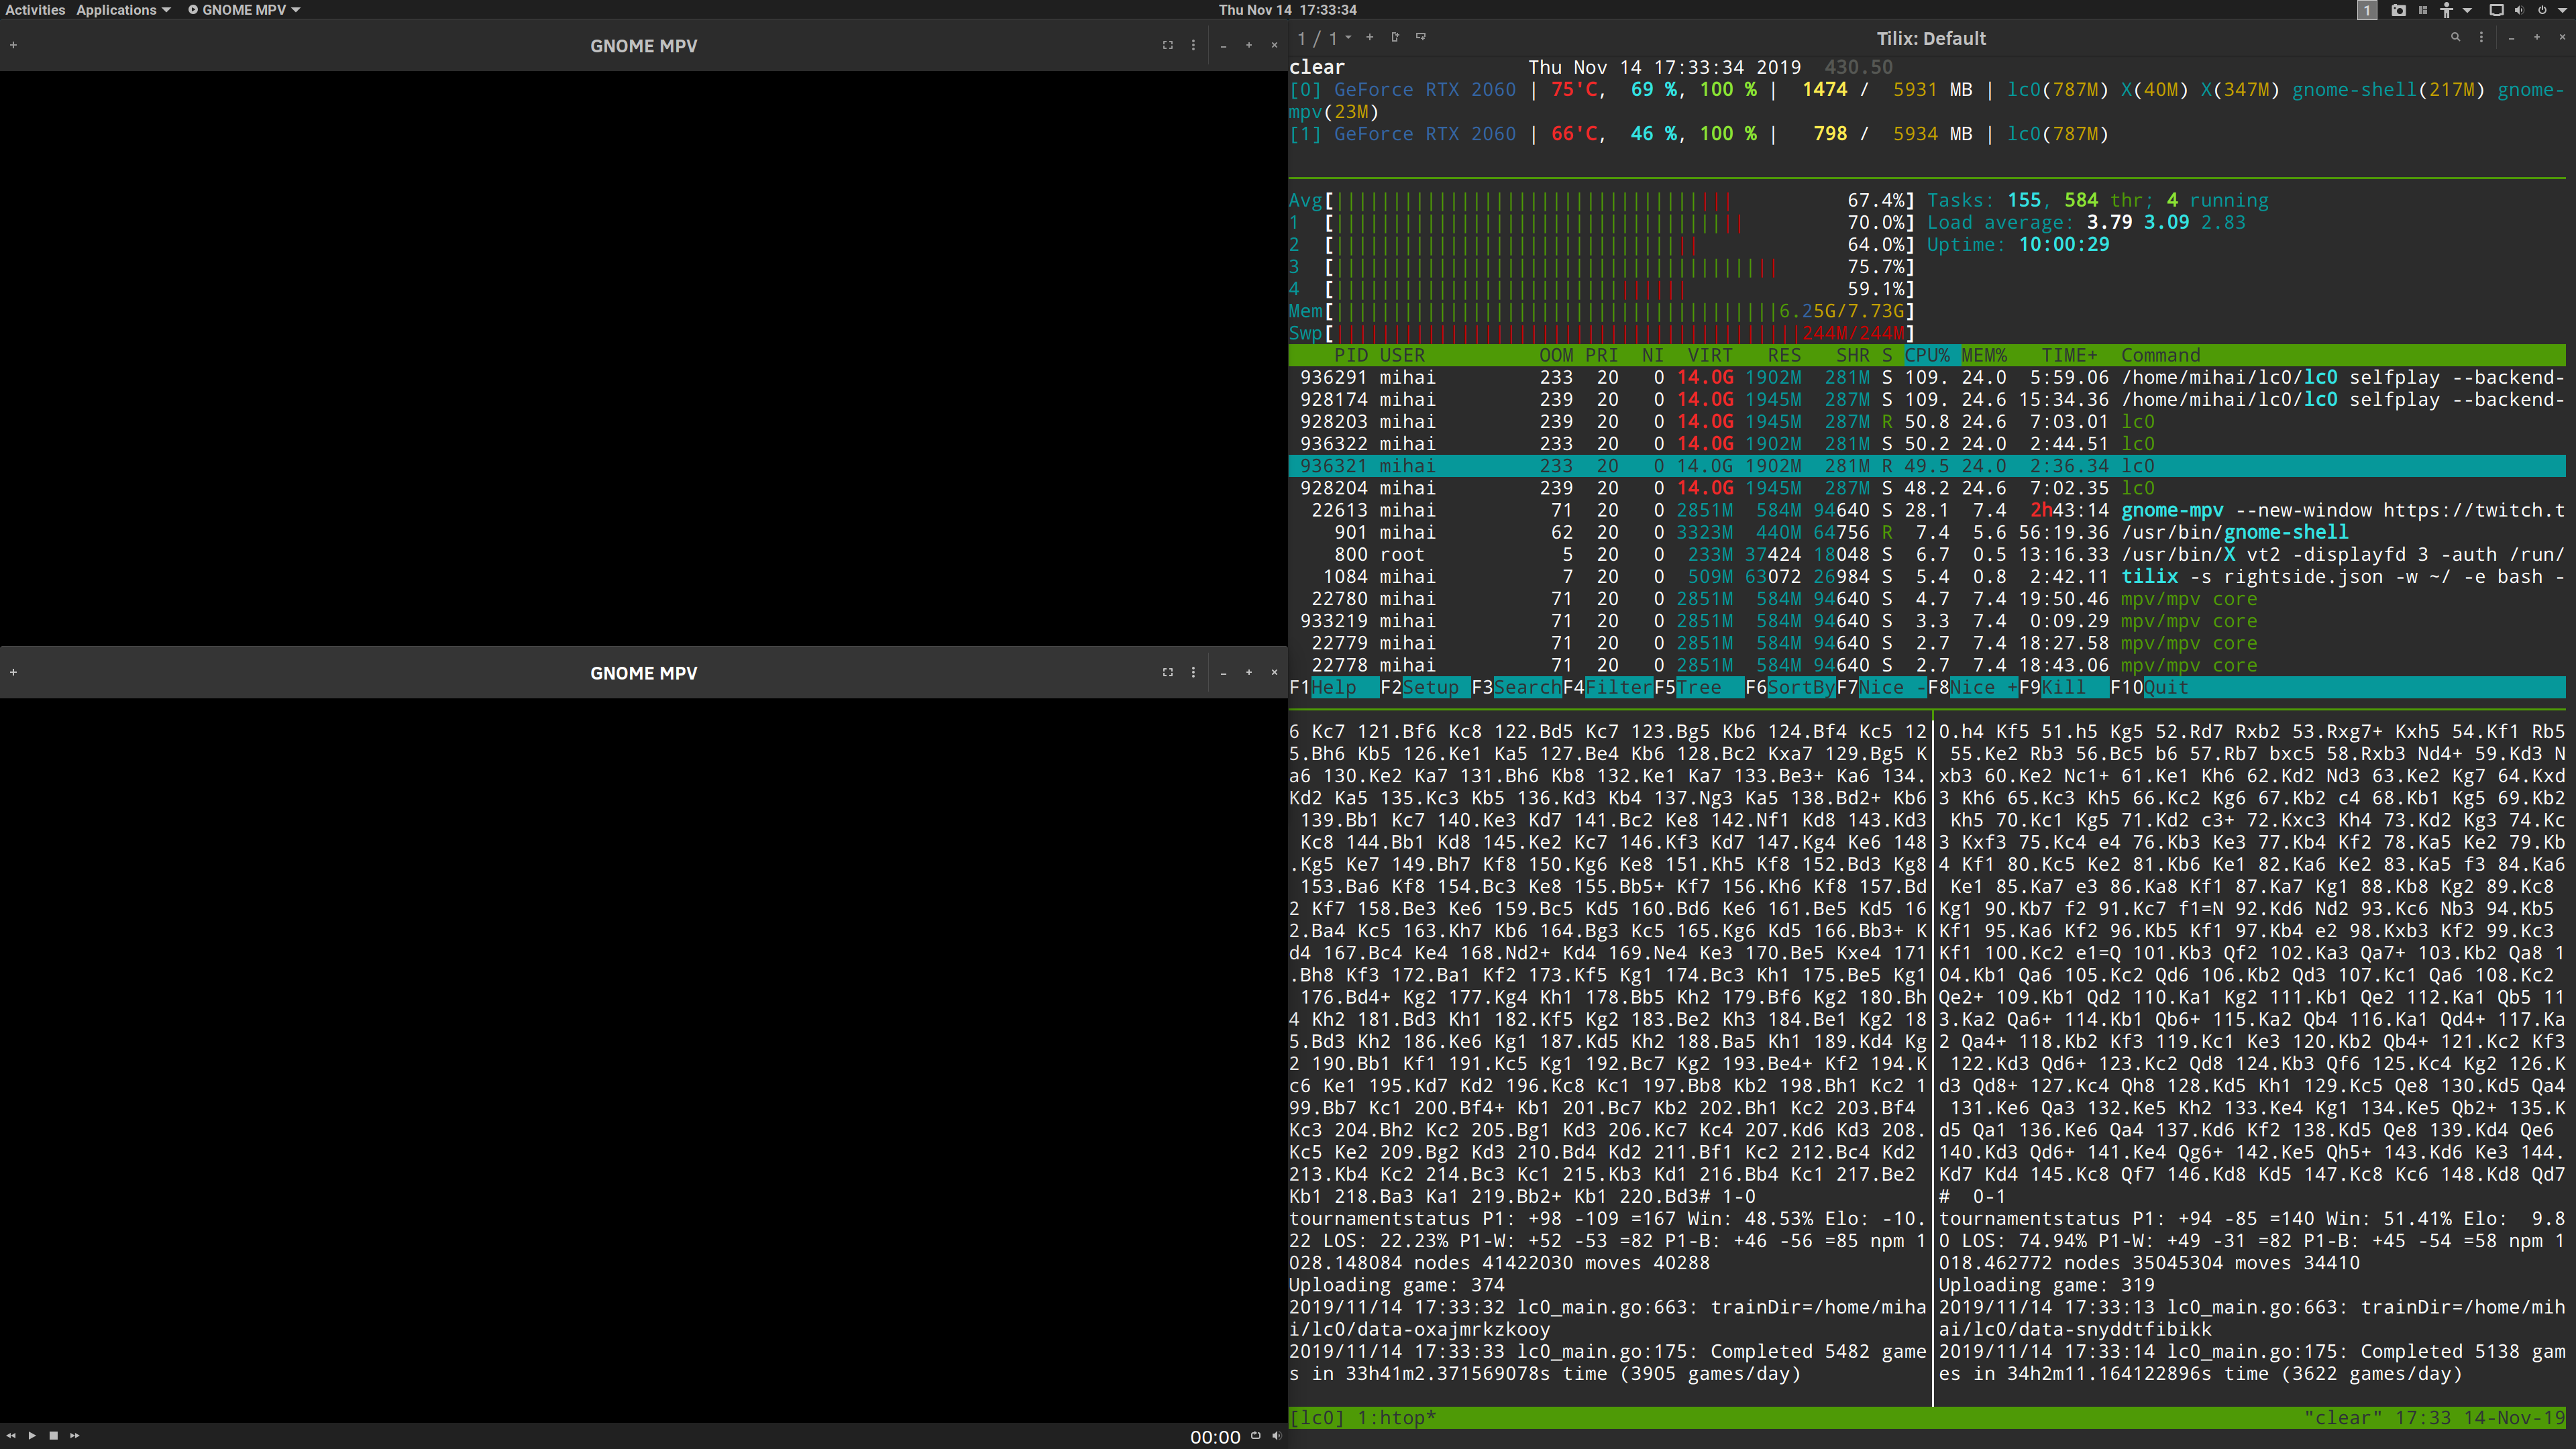 Activities Applications GNOME MPV Thu Nov 14 17:33:34 1
GNOME MPV
GNOME MPV
00:00
1 / 1 Tilix: Default
clear Thu Nov 14 17:33:34 2019 430.50
[0] GeForce RTX 2060 | 75'C, 69 %, 100 % | 1474 / 5931 MB | lc0(787M) X(40M) X(347M) gnome-shell(217M) gnome-
mpv(23M)
[1] GeForce RTX 2060 | 66'C, 46 %, 100 % | 798 / 5934 MB | lc0(787M)
Avg[ 67.4%] Tasks: 155, 584 thr; 4 running
1 [ 70.0%] Load average: 3.79 3.09 2.83
2 [ 64.0%] Uptime: 10:00:29
3 [ 75.7%]
4 [ 59.1%]
Mem[ 6.25G/7.73G]
Swp[ 244M/244M]
PID USER OOM PRI NI VIRT RES SHR S CPU% MEM% TIME+ Command
936291 mihai 233 20 0 14.0G 1902M 281M S 109. 24.0 5:59.06 /home/mihai/lc0/lc0 selfplay --backend-
928174 mihai 239 20 0 14.0G 1945M 287M S 109. 24.6 15:34.36 /home/mihai/lc0/lc0 selfplay --backend-
928203 mihai 239 20 0 14.0G 1945M 287M R 50.8 24.6 7:03.01 lc0
936322 mihai 233 20 0 14.0G 1902M 281M S 50.2 24.0 2:44.51 lc0
936321 mihai 233 20 0 14.0G 1902M 281M R 49.5 24.0 2:36.34 lc0
928204 mihai 239 20 0 14.0G 1945M 287M S 48.2 24.6 7:02.35 lc0
22613 mihai 71 20 0 2851M 584M 94640 S 28.1 7.4 2h43:14 gnome-mpv --new-window https://twitch.t
901 mihai 62 20 0 3323M 440M 64756 R 7.4 5.6 56:19.36 /usr/bin/gnome-shell
800 root 5 20 0 233M 37424 18048 S 6.7 0.5 13:16.33 /usr/bin/X vt2 -displayfd 3 -auth /run/
1084 mihai 7 20 0 509M 63072 26984 S 5.4 0.8 2:42.11 tilix -s rightside.json -w ~/ -e bash -
22780 mihai 71 20 0 2851M 584M 94640 S 4.7 7.4 19:50.46 mpv/mpv core
933219 mihai 71 20 0 2851M 584M 94640 S 3.3 7.4 0:09.29 mpv/mpv core
22779 mihai 71 20 0 2851M 584M 94640 S 2.7 7.4 18:27.58 mpv/mpv core
22778 mihai 71 20 0 2851M 584M 94640 S 2.7 7.4 18:43.06 mpv/mpv core
F1Help F2Setup F3SearchF4FilterF5Tree F6SortByF7Nice -F8Nice +F9Kill F10Quit
6 Kc7 121.Bf6 Kc8 122.Bd5 Kc7 123.Bg5 Kb6 124.Bf4 Kc5 12
5.Bh6 Kb5 126.Ke1 Ka5 127.Be4 Kb6 128.Bc2 Kxa7 129.Bg5 K
a6 130.Ke2 Ka7 131.Bh6 Kb8 132.Ke1 Ka7 133.Be3+ Ka6 134.
Kd2 Ka5 135.Kc3 Kb5 136.Kd3 Kb4 137.Ng3 Ka5 138.Bd2+ Kb6
139.Bb1 Kc7 140.Ke3 Kd7 141.Bc2 Ke8 142.Nf1 Kd8 143.Kd3
Kc8 144.Bb1 Kd8 145.Ke2 Kc7 146.Kf3 Kd7 147.Kg4 Ke6 148
.Kg5 Ke7 149.Bh7 Kf8 150.Kg6 Ke8 151.Kh5 Kf8 152.Bd3 Kg8
153.Ba6 Kf8 154.Bc3 Ke8 155.Bb5+ Kf7 156.Kh6 Kf8 157.Bd
2 Kf7 158.Be3 Ke6 159.Bc5 Kd5 160.Bd6 Ke6 161.Be5 Kd5 16
2.Ba4 Kc5 163.Kh7 Kb6 164.Bg3 Kc5 165.Kg6 Kd5 166.Bb3+ K
d4 167.Bc4 Ke4 168.Nd2+ Kd4 169.Ne4 Ke3 170.Be5 Kxe4 171
.Bh8 Kf3 172.Ba1 Kf2 173.Kf5 Kg1 174.Bc3 Kh1 175.Be5 Kg1
176.Bd4+ Kg2 177.Kg4 Kh1 178.Bb5 Kh2 179.Bf6 Kg2 180.Bh
4 Kh2 181.Bd3 Kh1 182.Kf5 Kg2 183.Be2 Kh3 184.Be1 Kg2 18
5.Bd3 Kh2 186.Ke6 Kg1 187.Kd5 Kh2 188.Ba5 Kh1 189.Kd4 Kg
2 190.Bb1 Kf1 191.Kc5 Kg1 192.Bc7 Kg2 193.Be4+ Kf2 194.K
c6 Ke1 195.Kd7 Kd2 196.Kc8 Kc1 197.Bb8 Kb2 198.Bh1 Kc2 1
99.Bb7 Kc1 200.Bf4+ Kb1 201.Bc7 Kb2 202.Bh1 Kc2 203.Bf4
Kc3 204.Bh2 Kc2 205.Bg1 Kd3 206.Kc7 Kc4 207.Kd6 Kd3 208.
Kc5 Ke2 209.Bg2 Kd3 210.Bd4 Kd2 211.Bf1 Kc2 212.Bc4 Kd2
213.Kb4 Kc2 214.Bc3 Kc1 215.Kb3 Kd1 216.Bb4 Kc1 217.Be2
Kb1 218.Ba3 Ka1 219.Bb2+ Kb1 220.Bd3# 1-0
tournamentstatus P1: +98 -109 =167 Win: 48.53% Elo: -10.
22 LOS: 22.23% P1-W: +52 -53 =82 P1-B: +46 -56 =85 npm 1
028.148084 nodes 41422030 moves 40288
Uploading game: 374
2019/11/14 17:33:32 lc0_main.go:663: trainDir=/home/miha
i/lc0/data-oxajmrkzkooy
2019/11/14 17:33:33 lc0_main.go:175: Completed 5482 game
s in 33h41m2.371569078s time (3905 games/day)
0.h4 Kf5 51.h5 Kg5 52.Rd7 Rxb2 53.Rxg7+ Kxh5 54.Kf1 Rb5
55.Ke2 Rb3 56.Bc5 b6 57.Rb7 bxc5 58.Rxb3 Nd4+ 59.Kd3 N
xb3 60.Ke2 Nc1+ 61.Ke1 Kh6 62.Kd2 Nd3 63.Ke2 Kg7 64.Kxd
3 Kh6 65.Kc3 Kh5 66.Kc2 Kg6 67.Kb2 c4 68.Kb1 Kg5 69.Kb2
Kh5 70.Kc1 Kg5 71.Kd2 c3+ 72.Kxc3 Kh4 73.Kd2 Kg3 74.Kc
3 Kxf3 75.Kc4 e4 76.Kb3 Ke3 77.Kb4 Kf2 78.Ka5 Ke2 79.Kb
4 Kf1 80.Kc5 Ke2 81.Kb6 Ke1 82.Ka6 Ke2 83.Ka5 f3 84.Ka6
Ke1 85.Ka7 e3 86.Ka8 Kf1 87.Ka7 Kg1 88.Kb8 Kg2 89.Kc8
Kg1 90.Kb7 f2 91.Kc7 f1=N 92.Kd6 Nd2 93.Kc6 Nb3 94.Kb5
Kf1 95.Ka6 Kf2 96.Kb5 Kf1 97.Kb4 e2 98.Kxb3 Kf2 99.Kc3
Kf1 100.Kc2 e1=Q 101.Kb3 Qf2 102.Ka3 Qa7+ 103.Kb2 Qa8 1
04.Kb1 Qa6 105.Kc2 Qd6 106.Kb2 Qd3 107.Kc1 Qa6 108.Kc2
Qe2+ 109.Kb1 Qd2 110.Ka1 Kg2 111.Kb1 Qe2 112.Ka1 Qb5 11
3.Ka2 Qa6+ 114.Kb1 Qb6+ 115.Ka2 Qb4 116.Ka1 Qd4+ 117.Ka
2 Qa4+ 118.Kb2 Kf3 119.Kc1 Ke3 120.Kb2 Qb4+ 121.Kc2 Kf3
122.Kd3 Qd6+ 123.Kc2 Qd8 124.Kb3 Qf6 125.Kc4 Kg2 126.K
d3 Qd8+ 127.Kc4 Qh8 128.Kd5 Kh1 129.Kc5 Qe8 130.Kd5 Qa4
131.Ke6 Qa3 132.Ke5 Kh2 133.Ke4 Kg1 134.Ke5 Qb2+ 135.K
d5 Qa1 136.Ke6 Qa4 137.Kd6 Kf2 138.Kd5 Qe8 139.Kd4 Qe6
140.Kd3 Qd6+ 141.Ke4 Qg6+ 142.Ke5 Qh5+ 143.Kd6 Ke3 144.
Kd7 Kd4 145.Kc8 Qf7 146.Kd8 Kd5 147.Kc8 Kc6 148.Kd8 Qd7
# 0-1
tournamentstatus P1: +94 -85 =140 Win: 51.41% Elo: 9.8
0 LOS: 74.94% P1-W: +49 -31 =82 P1-B: +45 -54 =58 npm 1
018.462772 nodes 35045304 moves 34410
Uploading game: 319
2019/11/14 17:33:13 lc0_main.go:663: trainDir=/home/mih
ai/lc0/data-snyddtfibikk
2019/11/14 17:33:14 lc0_main.go:175: Completed 5138 gam
es in 34h2m11.164122896s time (3622 games/day)
[lc0] 1:htop* "clear" 17:33 14-Nov-19